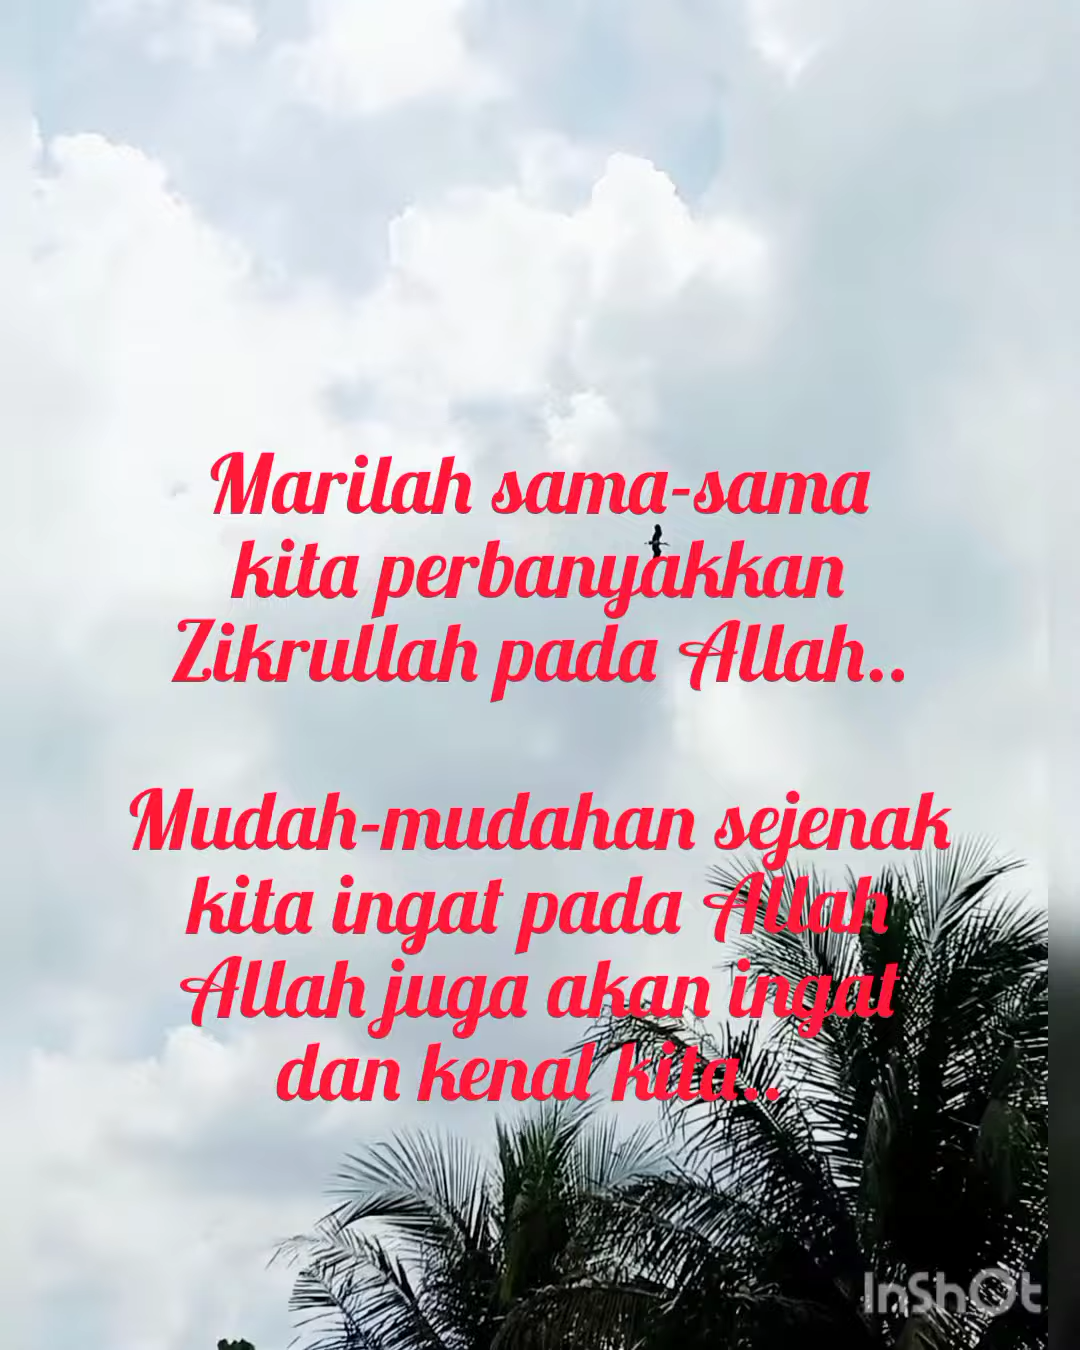 Marilah sama-sama
kita perbanyakkan
Zikrullah pada Allah..
Mudah-mudahan sejenak
kita ingat pada Allah
Allah juga akan ingat
dan kenal kita..
InShOt